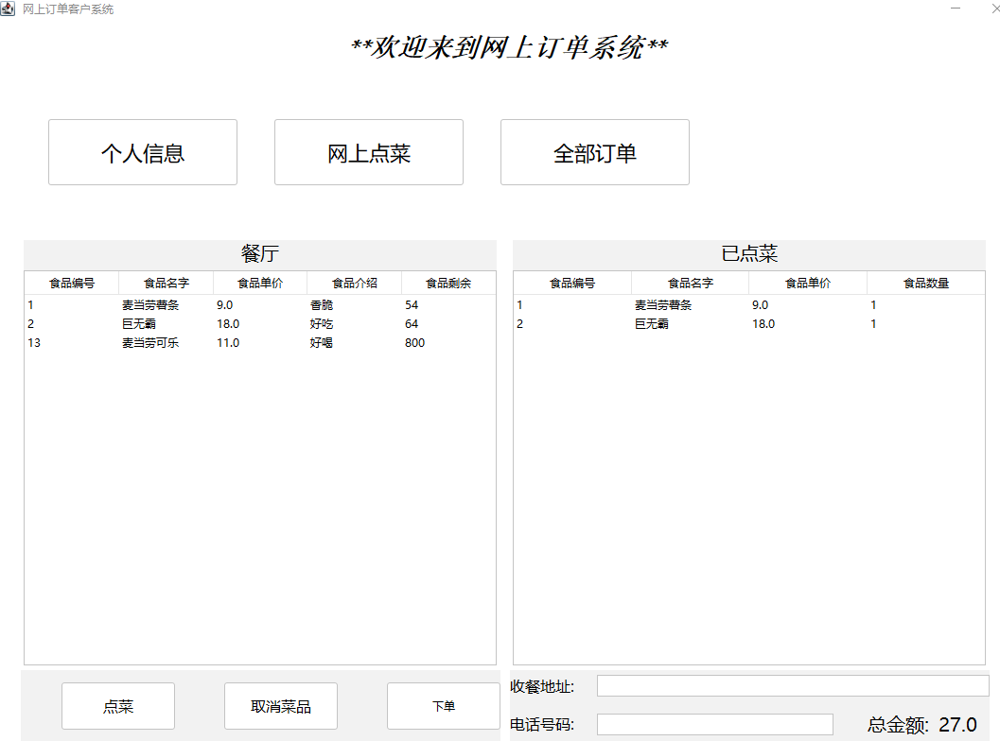 网上订单客户系统
**欢迎来到网上订单系统**
个人信息 网上点菜 全部订单
餐厅
食品编号 食品名字 食品单价 食品介绍 食品剩余
1 麦当劳薯条 9.0 香脆 54
2 巨无霸 18.0 好吃 64
13 麦当劳可乐 11.0 好喝 800
已点菜
食品编号 食品名字 食品单价 食品数量
1 麦当劳薯条 9.0 1
2 巨无霸 18.0 1
点菜 取消菜品 下单
收餐地址:
电话号码: 总金额: 27.0